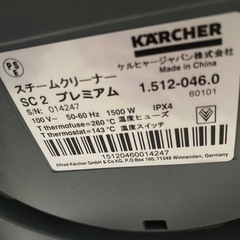 PS
E
KÄRCHER
ケルヒャージャパン株式会社
Made in China
スチームクリーナー
SC 2 プレミアム
1.512-046.0
S/N: 014247
60101
100 V~ 50-60 Hz 1500 W IPX4
T thermofuse=260°C 温度ヒューズ
T thermostat=143°C 温度スイッチ
15120460014247
Alfred Kärcher GmbH & Co.KG, P.O.Box 160, D-71349 Winnenden, Germany